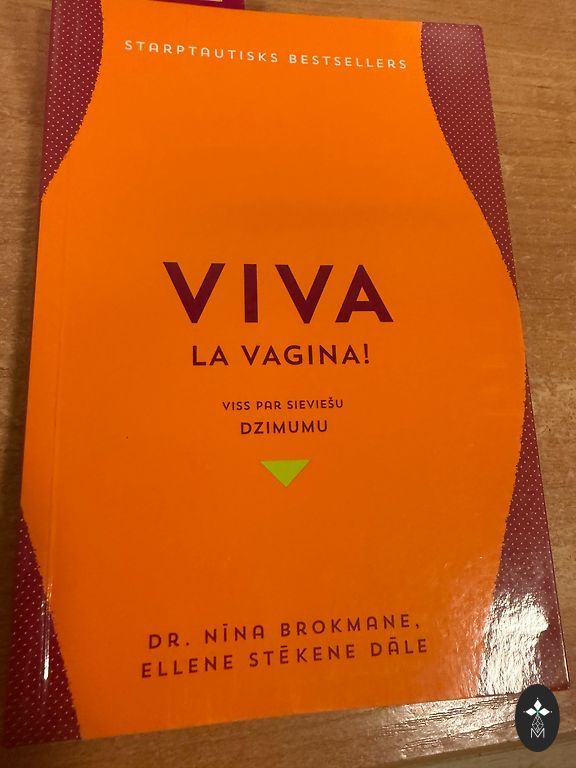 STARPTAUTISKS BESTSELLERS
VIVA
LA VAGINA!
VISS PAR SIEVIEŠU
DZIMUMU
DR. NĪNA BROKMANE,
ELLENE STĒKENE DĀLE
M